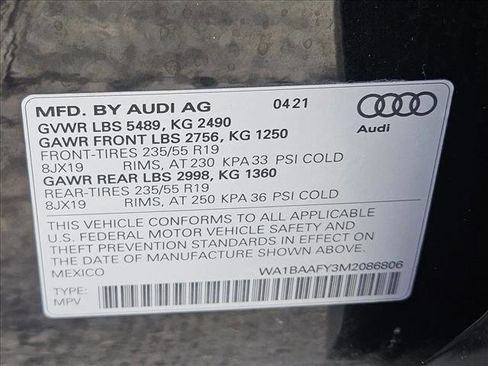 MFD. BY AUDI AG 04 21
GVWR LBS 5489, KG 2490
GAWR FRONT LBS 2756, KG 1250
FRONT-TIRES 235/55 R19
8JX19 RIMS, AT 230 KPA 33 PSI COLD
GAWR REAR LBS 2998, KG 1360
REAR-TIRES 235/55 R19
8JX19 RIMS, AT 250 KPA 36 PSI COLD
Audi
THIS VEHICLE CONFORMS TO ALL APPLICABLE
U.S. FEDERAL MOTOR VEHICLE SAFETY AND
THEFT PREVENTION STANDARDS IN EFFECT ON
THE DATE OF MANUFACTURE SHOWN ABOVE.
MEXICO WA1BAAFY3M2086806
TYPE:
MPV